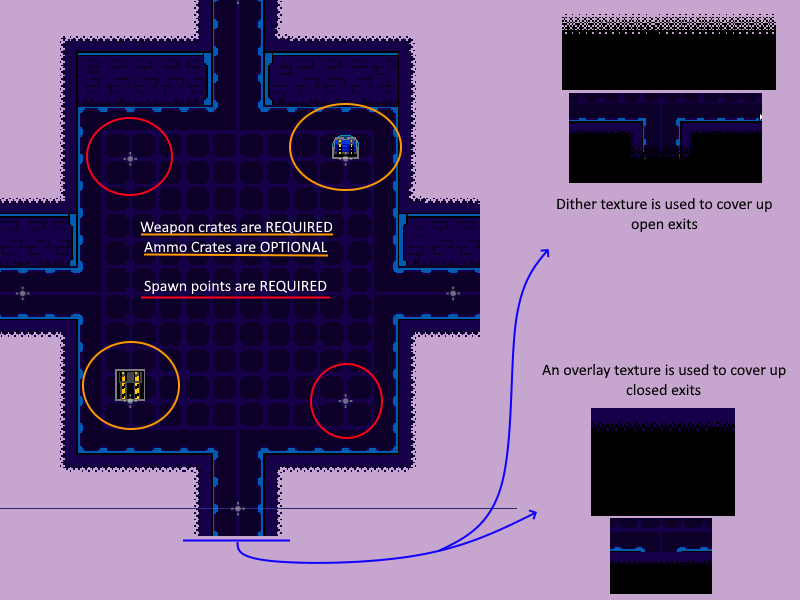 Weapon crates are REQUIRED
Ammo Crates are OPTIONAL
Spawn points are REQUIRED
Dither texture is used to cover up
open exits
An overlay texture is used to cover up
closed exits